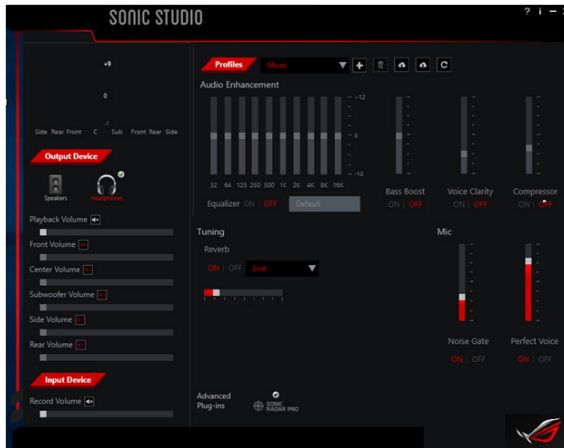 SONIC STUDIO
? i −
+9
0
Side Rear Front C Sub Front Rear Side
Output Device
Speakers
Headphones
Playback Volume
Front Volume
Center Volume
Subwoofer Volume
Side Volume
Rear Volume
Input Device
Record Volume
Profiles Music
Audio Enhancement
+12
0
-12
32 64 125 250 500 1K 2K 4K 8K 16K
Equalizer ON | OFF Default
Bass Boost
ON | OFF
Voice Clarity
ON | OFF
Compressor
ON | OFF
Tuning
Reverb
ON | OFF Live
Mic
Noise Gate
ON | OFF
Perfect Voice
ON | OFF
Advanced
Plug-ins
SONIC
RADAR PRO